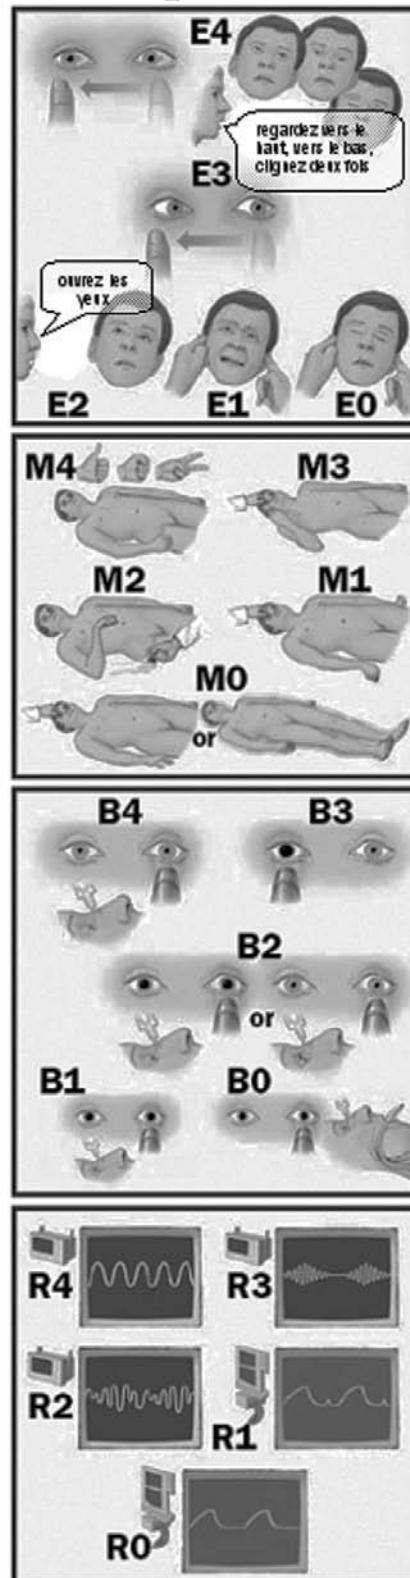 E4
regardez vers le
haut, vers le bas,
clignez deux fois
E3
ouvrez les
yeux
E2 E1 E0
M4 M3
M2 M1
M0
or
B4 B3
B2
or
B1 B0
R4 R3
R2 R1
R0